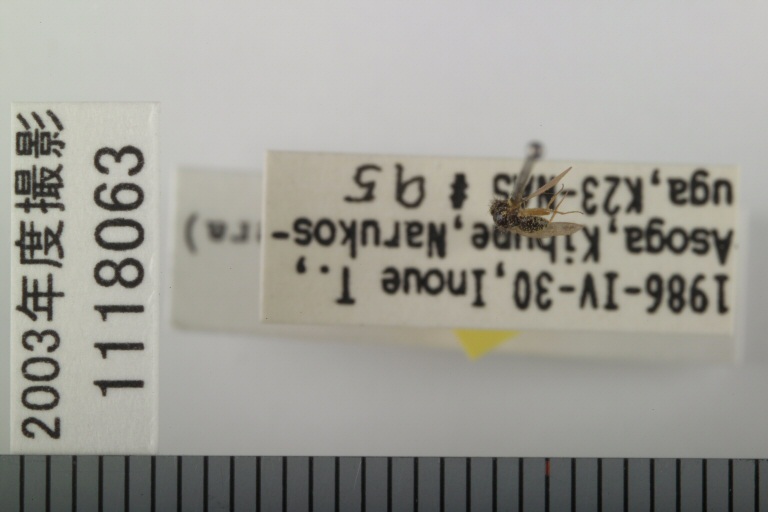 2003年度撮影
1118063
1986-IV-30, Inoue T.,
Asoga, Kibune, Narukos-
uga, K23-NMS # 95